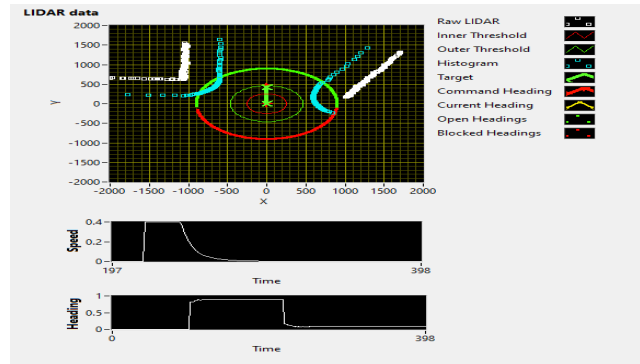 LIDAR data
2000
1500
1000
500
0
-500
-1000
-1500
-2000
Y
-2000 -1500 -1000 -500 0 500 1000 1500 2000
X
Raw LIDAR
Inner Threshold
Outer Threshold
Histogram
Target
Command Heading
Current Heading
Open Headings
Blocked Headings
Speed
0.4
0.2
0
197 398
Time
Heading
1
0.5
0
0 398
Time